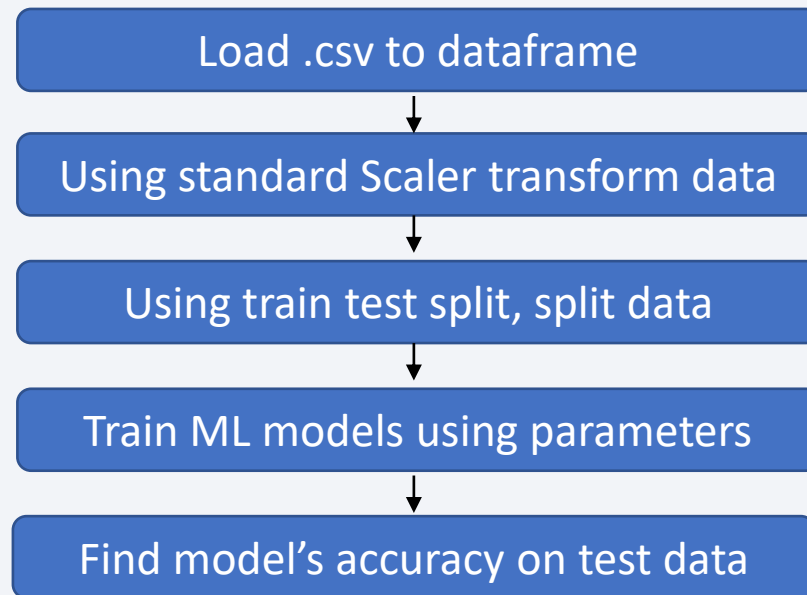 Load .csv to dataframe
Using standard Scaler transform data
Using train test split, split data
Train ML models using parameters
Find model’s accuracy on test data